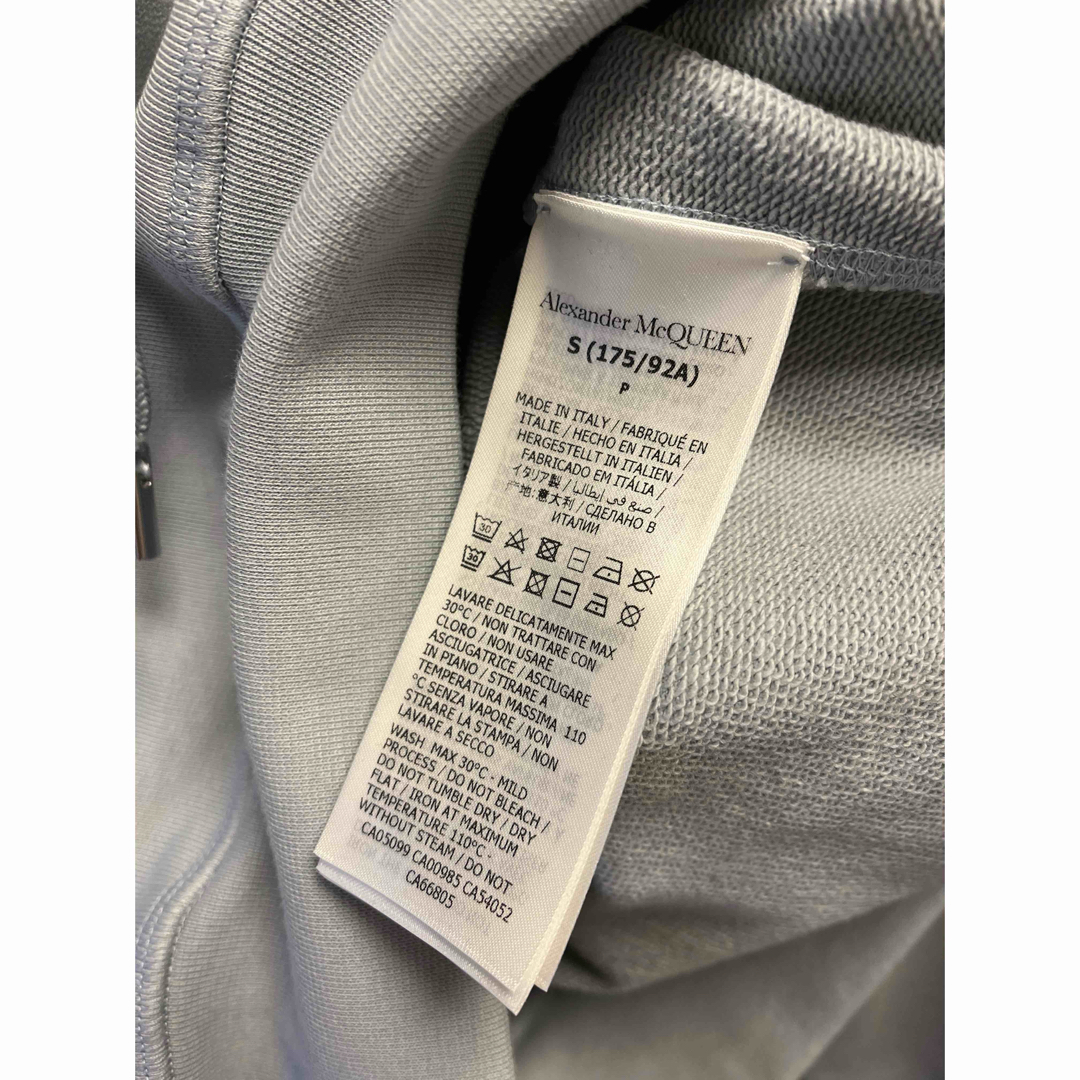 Alexander McQUEEN
S (175/92A)
P
MADE IN ITALY / FABRIQUÉ EN
ITALIE / HECHO EN ITALIA /
HERGESTELLT IN ITALIEN /
FABRICADO EM ITÁLIA /
イタリア製 / صنع في إيطاليا /
产地:意大利 / СДЕЛАНО В
ИТАЛИИ
30
30
LAVARE DELICATAMENTE MAX
30°C / NON TRATTARE CON
CLORO / NON USARE
ASCIUGATRICE / ASCIUGARE
IN PIANO / STIRARE A
TEMPERATURA MASSIMA 110
°C SENZA VAPORE / NON
STIRARE LA STAMPA / NON
LAVARE A SECCO
WASH MAX 30°C - MILD
PROCESS / DO NOT BLEACH /
DO NOT TUMBLE DRY / DRY
FLAT / IRON AT MAXIMUM
TEMPERATURE 110°C -
WITHOUT STEAM / DO NOT
CA05099 CA00985 CA54052
CA66805